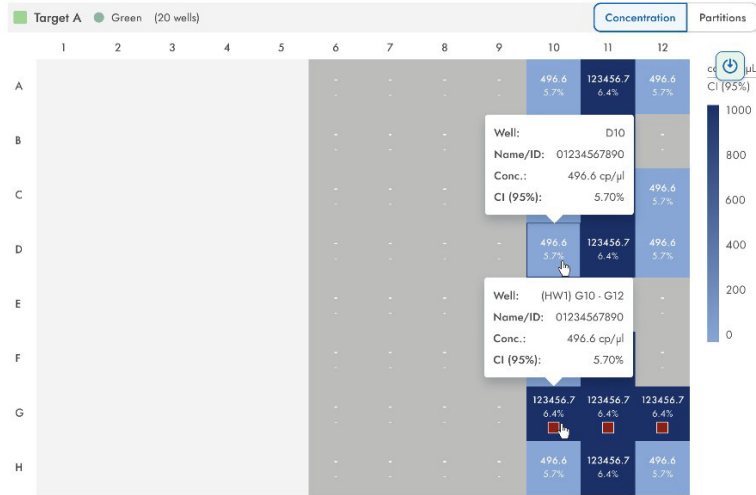 Target A Green (20 wells) Concentration Partitions
1 2 3 4 5 6 7 8 9 10 11 12
CI (95%)
A - - - - 496.6 123456.7 496.6
- - - - 5.7% 6.4% 5.7%
1000
B - - - - -
- - - - -
Well: D10
Name/ID: 01234567890
Conc.: 496.6 cp/µl
CI (95%): 5.70%
800
C - - - - 496.6
- - - - 5.7%
600
D - - - - 496.6 123456.7 496.6
- - - - 5.7% 6.4% 5.7%
400
E - - - - -
- - - - -
Well: (HW1) G10 - G12
Name/ID: 01234567890
Conc.: 496.6 cp/µl
CI (95%): 5.70%
200
0
F - - - - -
- - - - -
G - - - - 123456.7 123456.7 123456.7
- - - - 6.4% 6.4% 6.4%
H - - - - 496.6 123456.7 496.6
- - - - 5.7% 6.4% 5.7%